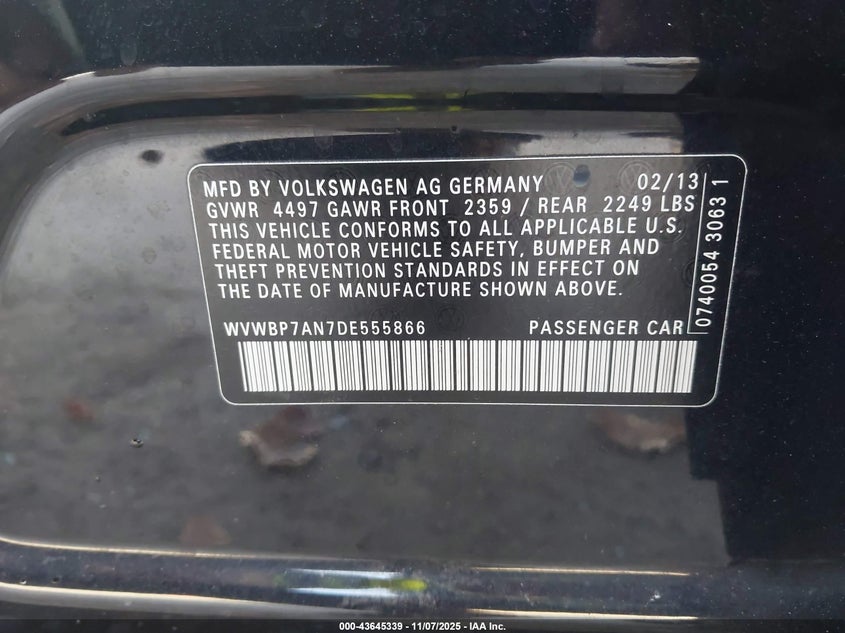 MFD BY VOLKSWAGEN AG GERMANY 02/13
GVWR 4497 GAWR FRONT 2359 / REAR 2249 LBS
THIS VEHICLE CONFORMS TO ALL APPLICABLE U.S.
FEDERAL MOTOR VEHICLE SAFETY, BUMPER AND
THEFT PREVENTION STANDARDS IN EFFECT ON
THE DATE OF MANUFACTURE SHOWN ABOVE.
WVWBP7AN7DE555866 PASSENGER CAR
0740054 3063 1
000-43645339 - 11/07/2025 - IAA Inc.